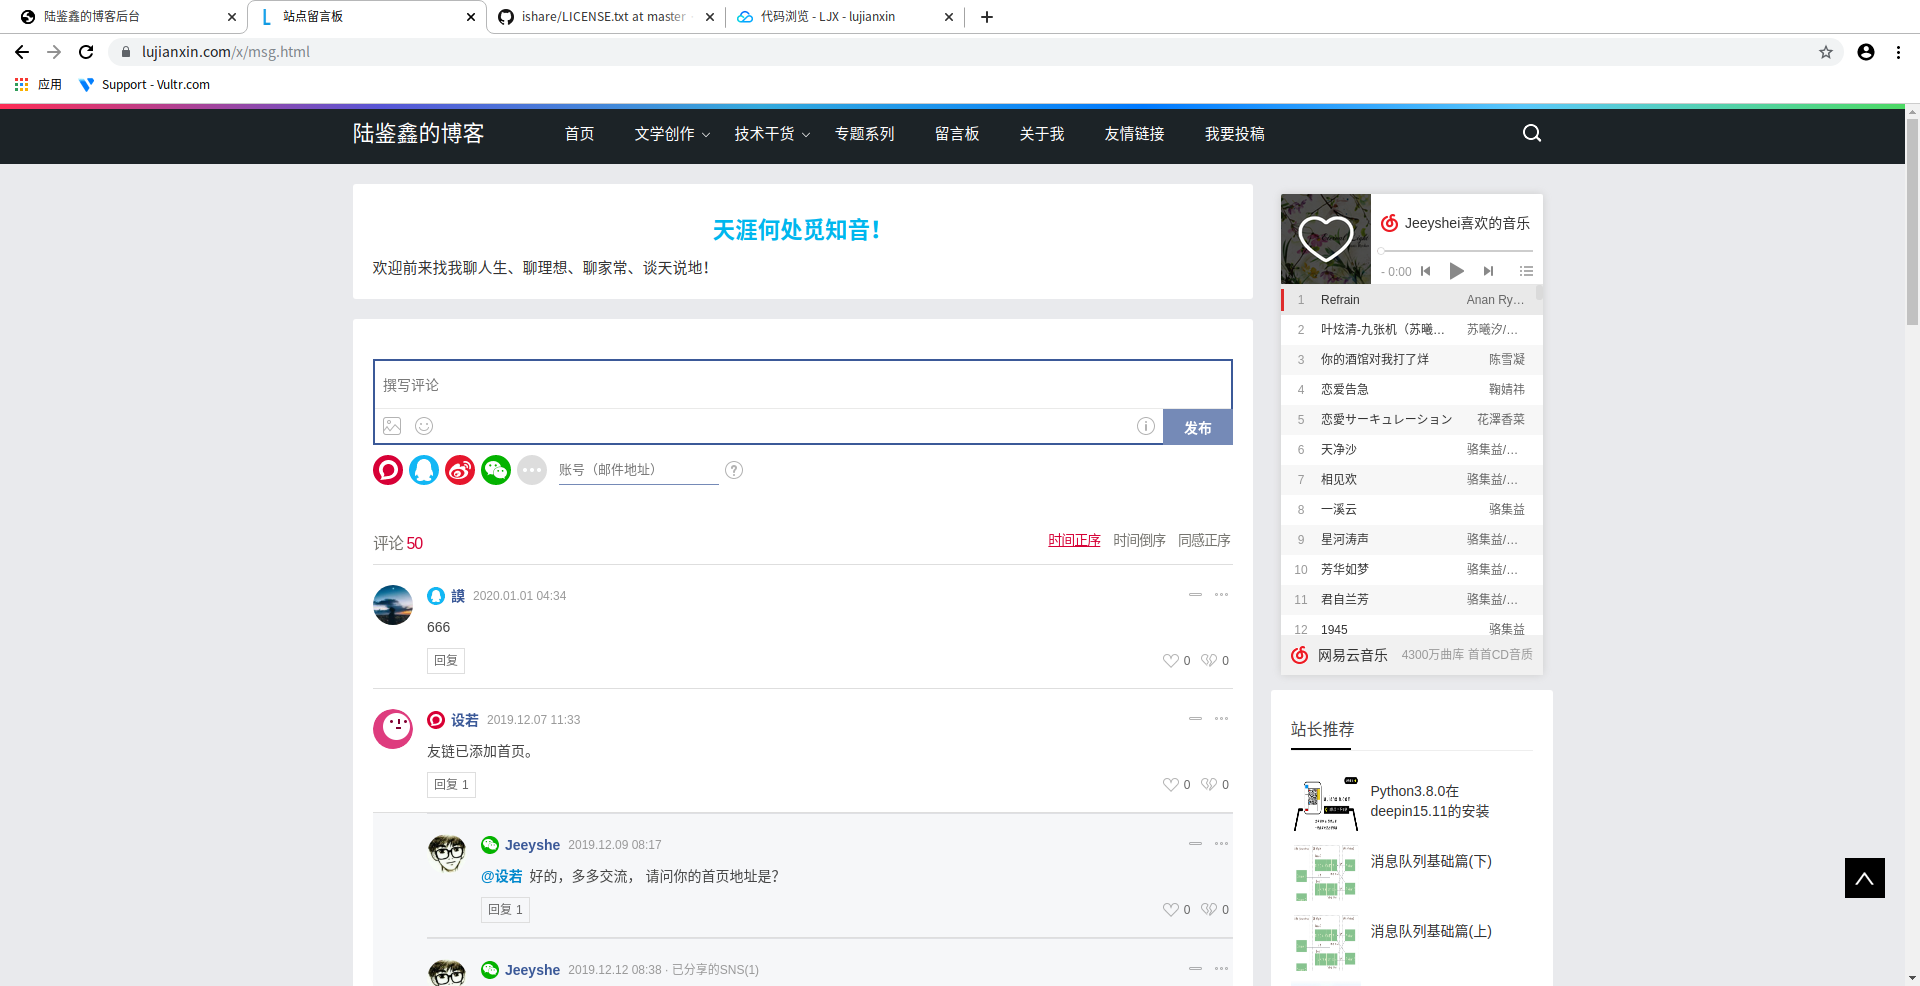 陆鉴鑫的博客后台
站点留言板
ishare/LICENSE.txt at master
代码浏览 - LJX - lujianxin
lujianxin.com/x/msg.html
应用
Support - Vultr.com
陆鉴鑫的博客
首页
文学创作
技术干货
专题系列
留言板
关于我
友情链接
我要投稿
天涯何处觅知音！
欢迎前来找我聊人生、聊理想、聊家常、谈天说地！
撰写评论
发布
账号（邮件地址）
评论 50
时间正序 时间倒序 同感正序
謨 2020.01.01 04:34
666
回复
0 0
设若 2019.12.07 11:33
友链已添加首页。
回复 1
0 0
Jeeyshe 2019.12.09 08:17
@设若 好的，多多交流， 请问你的首页地址是？
回复 1
0 0
Jeeyshe 2019.12.12 08:38 · 已分享的SNS(1)
Jeeyshei喜欢的音乐
- 0:00
1 Refrain Anan Ry…
2 叶炫清-九张机（苏曦… 苏曦汐/…
3 你的酒馆对我打了烊 陈雪凝
4 恋爱告急 鞠婧祎
5 恋愛サーキュレーション 花澤香菜
6 天净沙 骆集益/…
7 相见欢 骆集益/…
8 一溪云 骆集益
9 星河涛声 骆集益/…
10 芳华如梦 骆集益/…
11 君自兰芳 骆集益/…
12 1945 骆集益
网易云音乐 4300万曲库 首首CD音质
站长推荐
Python3.8.0在
deepin15.11的安装
消息队列基础篇(下)
消息队列基础篇(上)